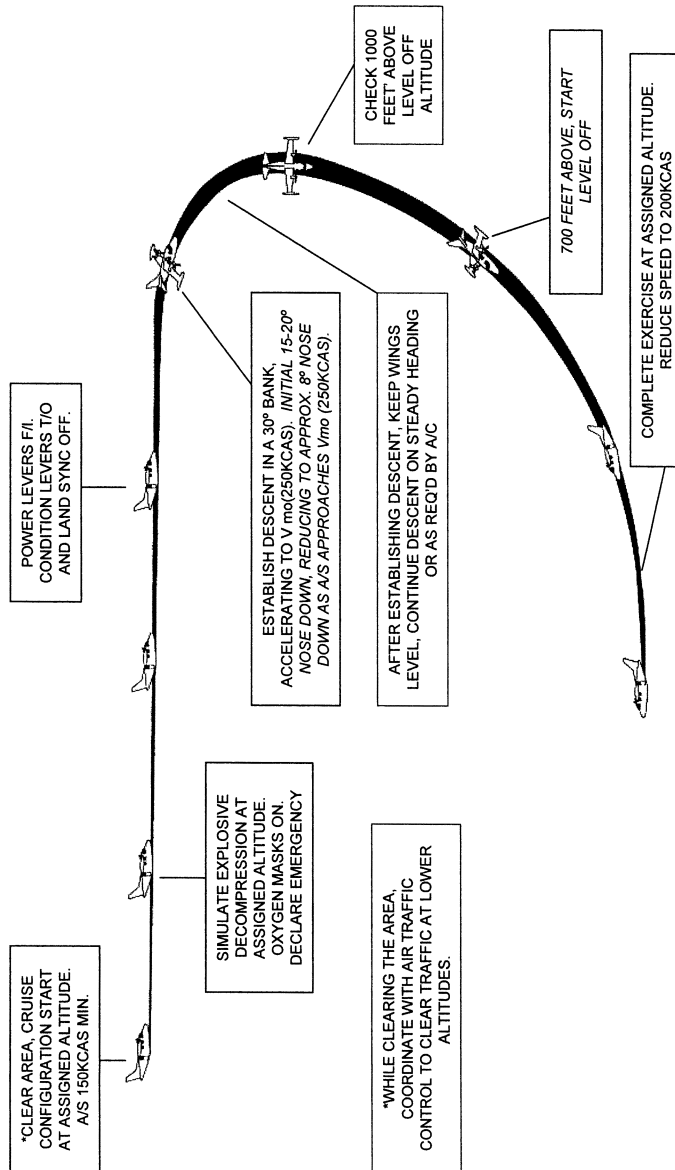 *CLEAR AREA, CRUISE
CONFIGURATION START
AT ASSIGNED ALTITUDE.
A/S 150KCAS MIN.
SIMULATE EXPLOSIVE
DECOMPRESSION AT
ASSIGNED ALTITUDE.
OXYGEN MASKS ON.
DECLARE EMERGENCY
POWER LEVERS F/I.
CONDITION LEVERS T/O
AND LAND SYNC OFF.
ESTABLISH DESCENT IN A 30º BANK,
ACCELERATING TO V mo(250KCAS). INITIAL 15-20º
NOSE DOWN, REDUCING TO APPROX. 8º NOSE
DOWN AS A/S APPROACHES Vmo (250KCAS).
AFTER ESTABLISHING DESCENT, KEEP WINGS
LEVEL, CONTINUE DESCENT ON STEADY HEADING
OR AS REQ'D BY A/C
CHECK 1000
FEET' ABOVE
LEVEL OFF
ALTITUDE
700 FEET ABOVE, START
LEVEL OFF
COMPLETE EXERCISE AT ASSIGNED ALTITUDE.
REDUCE SPEED TO 200KCAS
*WHILE CLEARING THE AREA,
COORDINATE WITH AIR TRAFFIC
CONTROL TO CLEAR TRAFFIC AT LOWER
ALTITUDES.